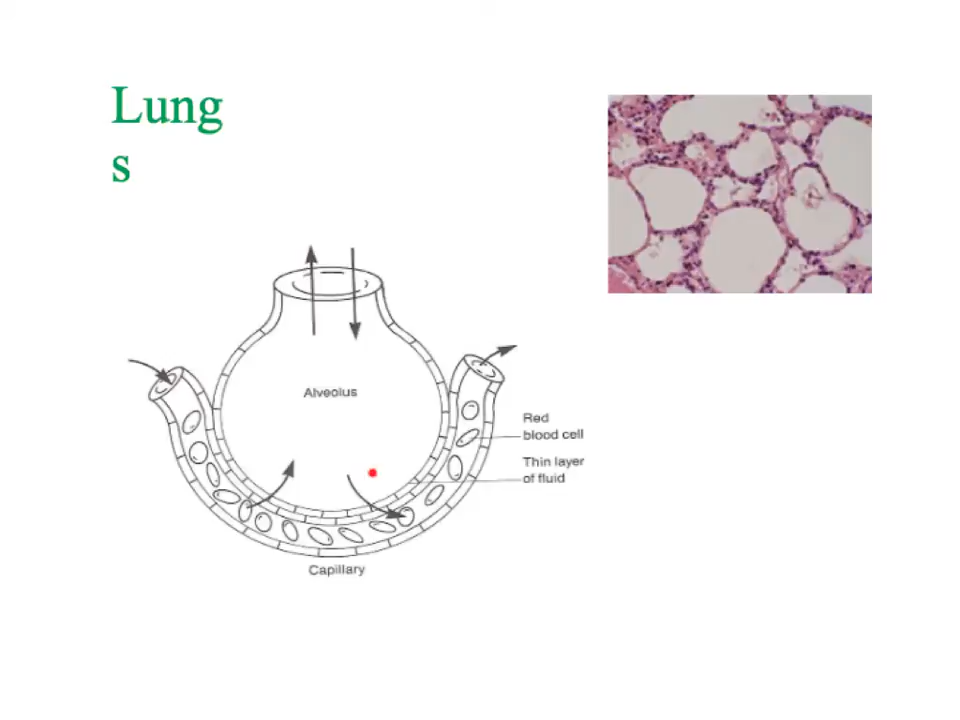 Lung
s
Alveolus
Red
blood cell
Thin layer
of fluid
Capillary